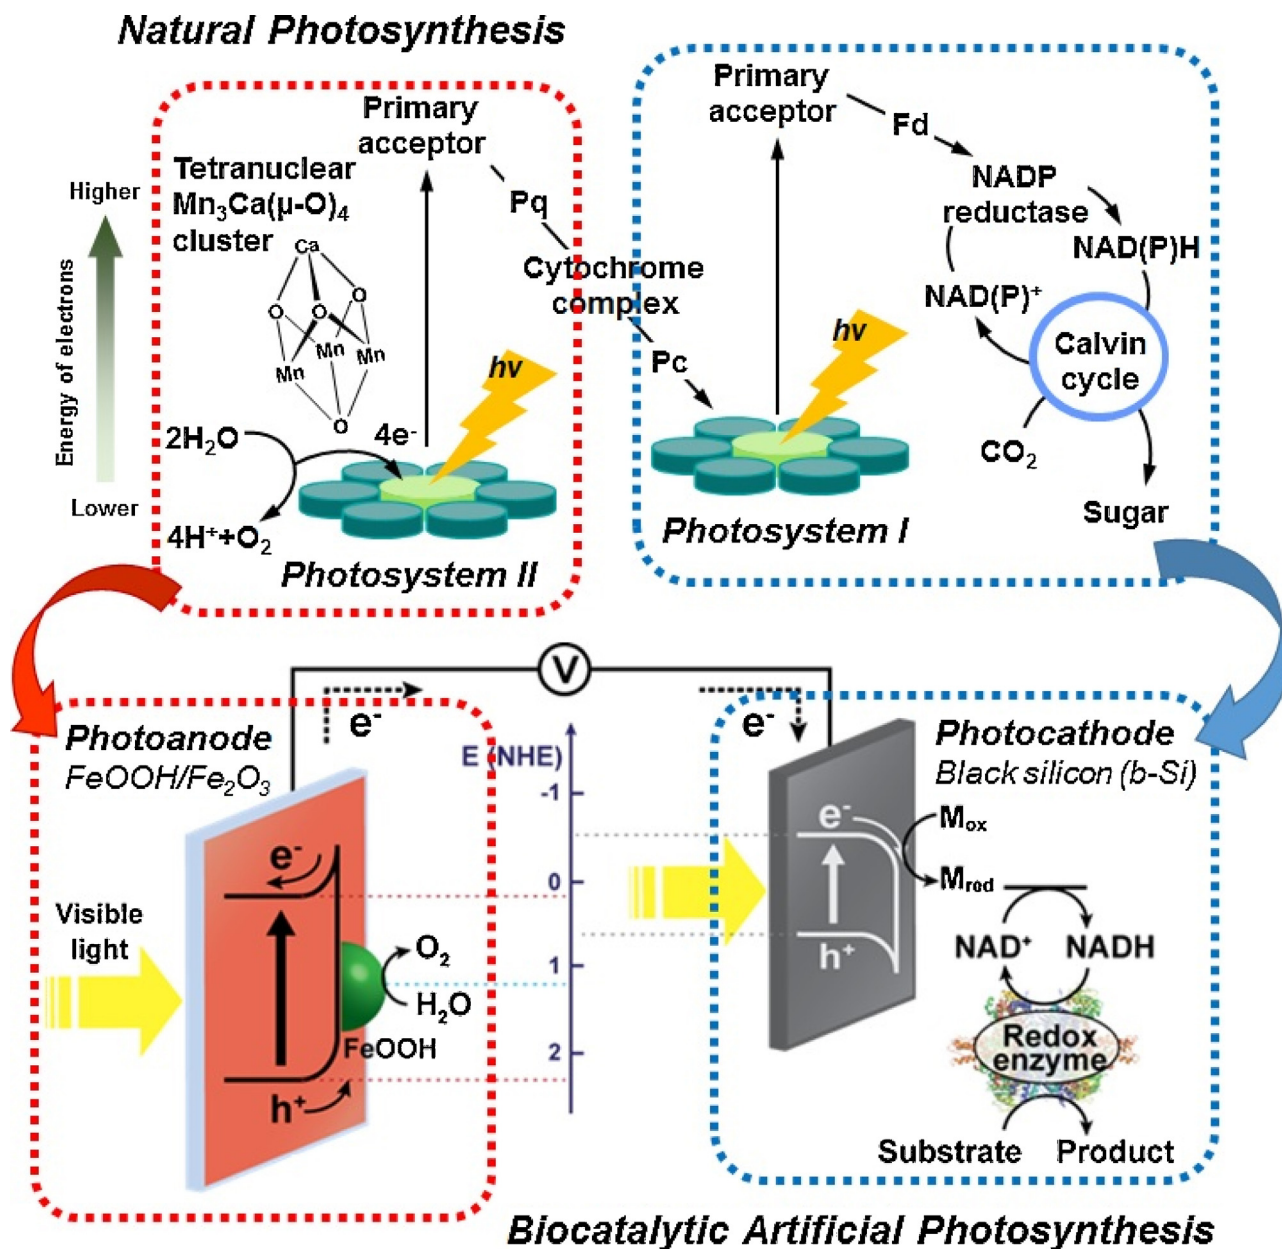 Natural Photosynthesis
Higher
Energy of electrons
Lower
Tetranuclear
Mn₃Ca(μ-O)₄
cluster
Ca
O
O
O
Mn
Mn
Mn
O
2H₂O
4e⁻
4H⁺+O₂
hv
Primary
acceptor
Pq
Cytochrome
complex
Pc
Photosystem II
Primary
acceptor
Fd
NADP
reductase
NAD(P)H
NAD(P)⁺
Calvin
cycle
CO₂
Sugar
hv
Photosystem I
V
e⁻
e⁻
Photoanode
FeOOH/Fe₂O₃
Visible
light
e⁻
h⁺
O₂
H₂O
FeOOH
E (NHE)
-1
0
1
2
Photocathode
Black silicon (b-Si)
e⁻
h⁺
Mₒₓ
M_red
NAD⁺
NADH
Redox
enzyme
Substrate
Product
Biocatalytic Artificial Photosynthesis